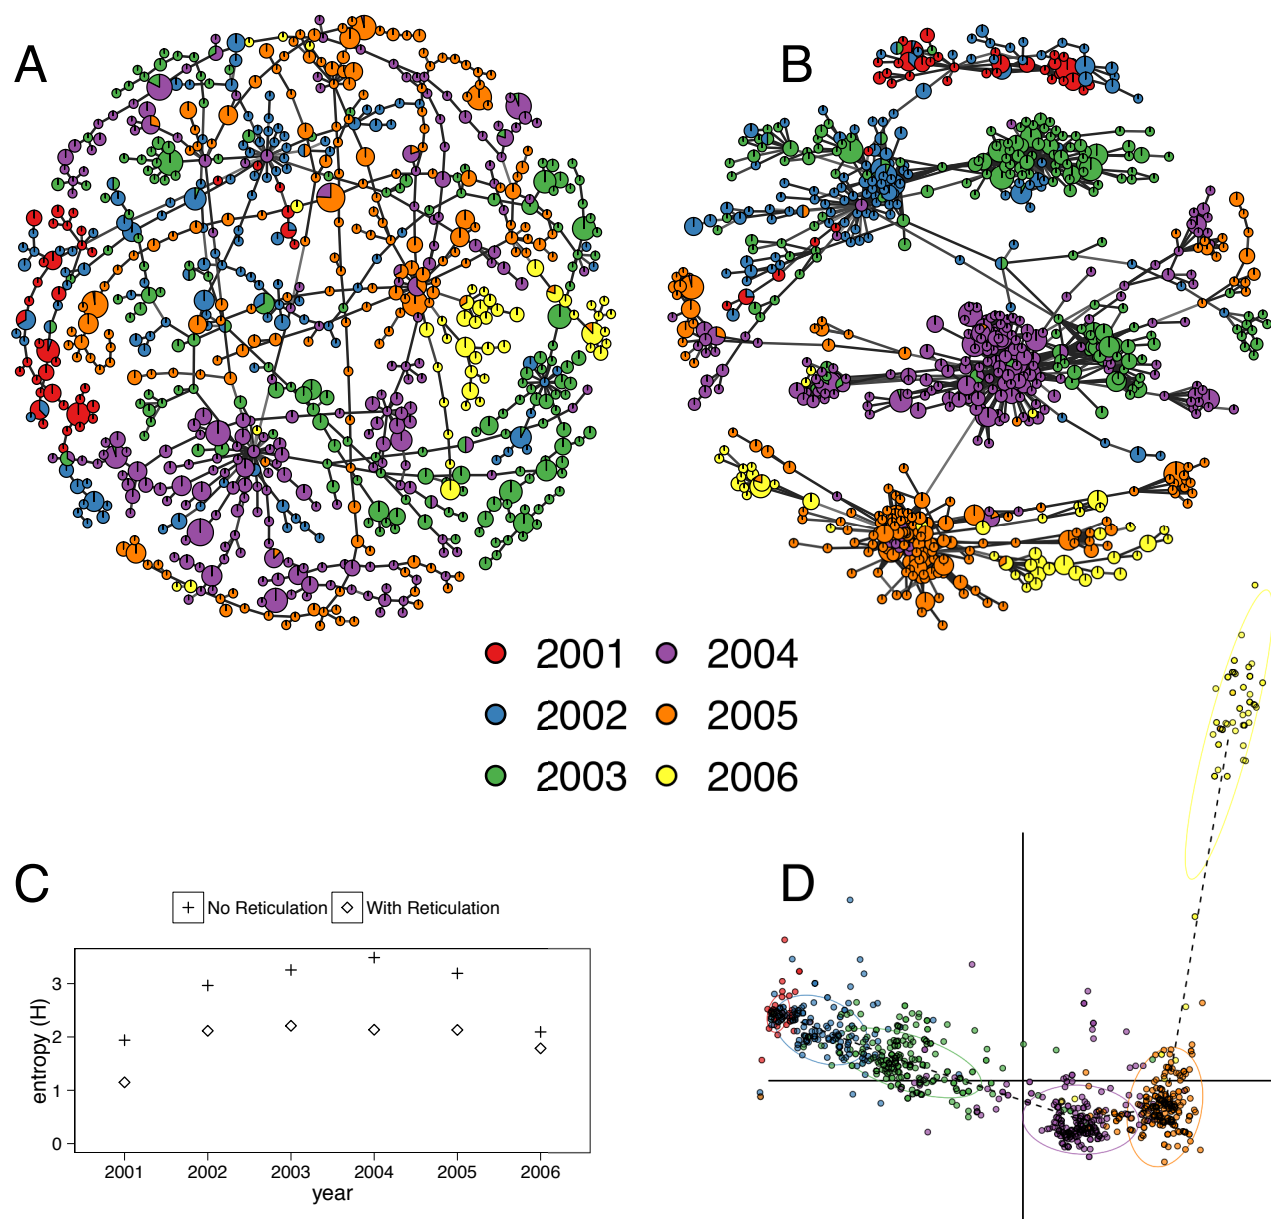 A
B
2001 2004
2002 2005
2003 2006
C
D
No Reticulation With Reticulation
entropy (H)
3
2
1
0
2001 2002 2003 2004 2005 2006
year